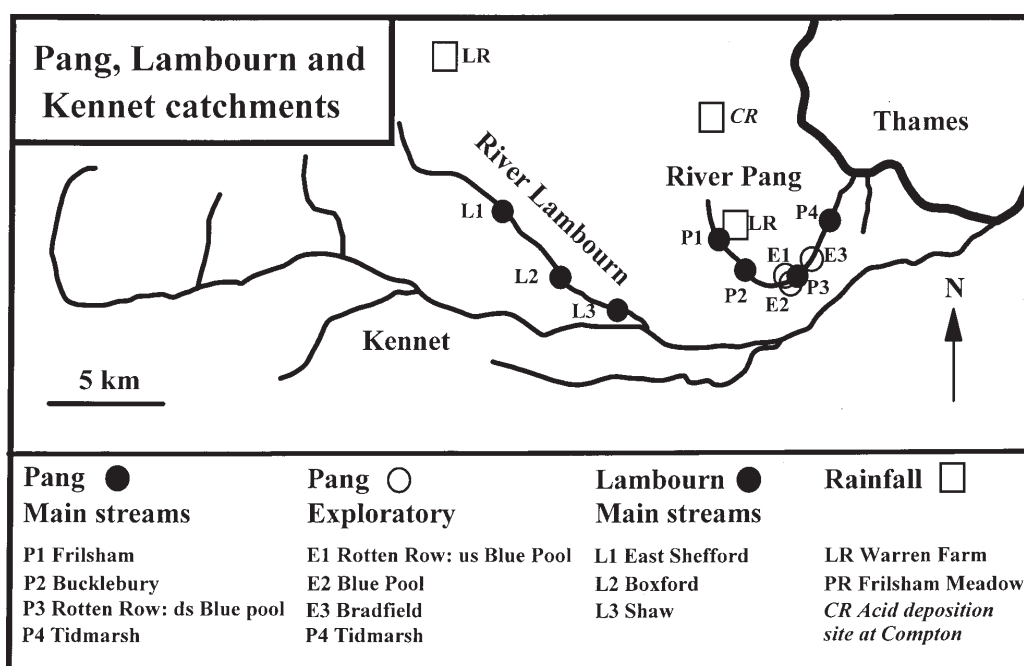 Pang, Lambourn and
Kennet catchments
LR
CR
Thames
River Lambourn
River Pang
L1
P4
P1
LR
E1
E3
L2
P2
P3
E2
L3
N
Kennet
5 km
Pang
Main streams
P1 Frilsham
P2 Bucklebury
P3 Rotten Row: ds Blue pool
P4 Tidmarsh
Pang
Exploratory
E1 Rotten Row: us Blue Pool
E2 Blue Pool
E3 Bradfield
P4 Tidmarsh
Lambourn
Main streams
L1 East Shefford
L2 Boxford
L3 Shaw
Rainfall
LR Warren Farm
PR Frilsham Meadow
CR Acid deposition
site at Compton